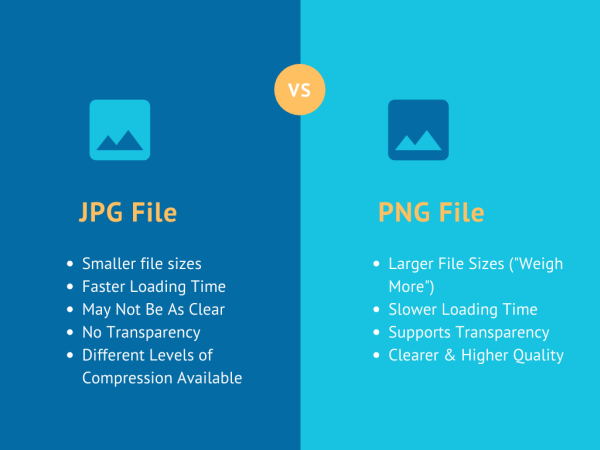 VS
JPG File
Smaller file sizes
Faster Loading Time
May Not Be As Clear
No Transparency
Different Levels of
Compression Available
PNG File
Larger File Sizes ("Weigh
More")
Slower Loading Time
Supports Transparency
Clearer & Higher Quality